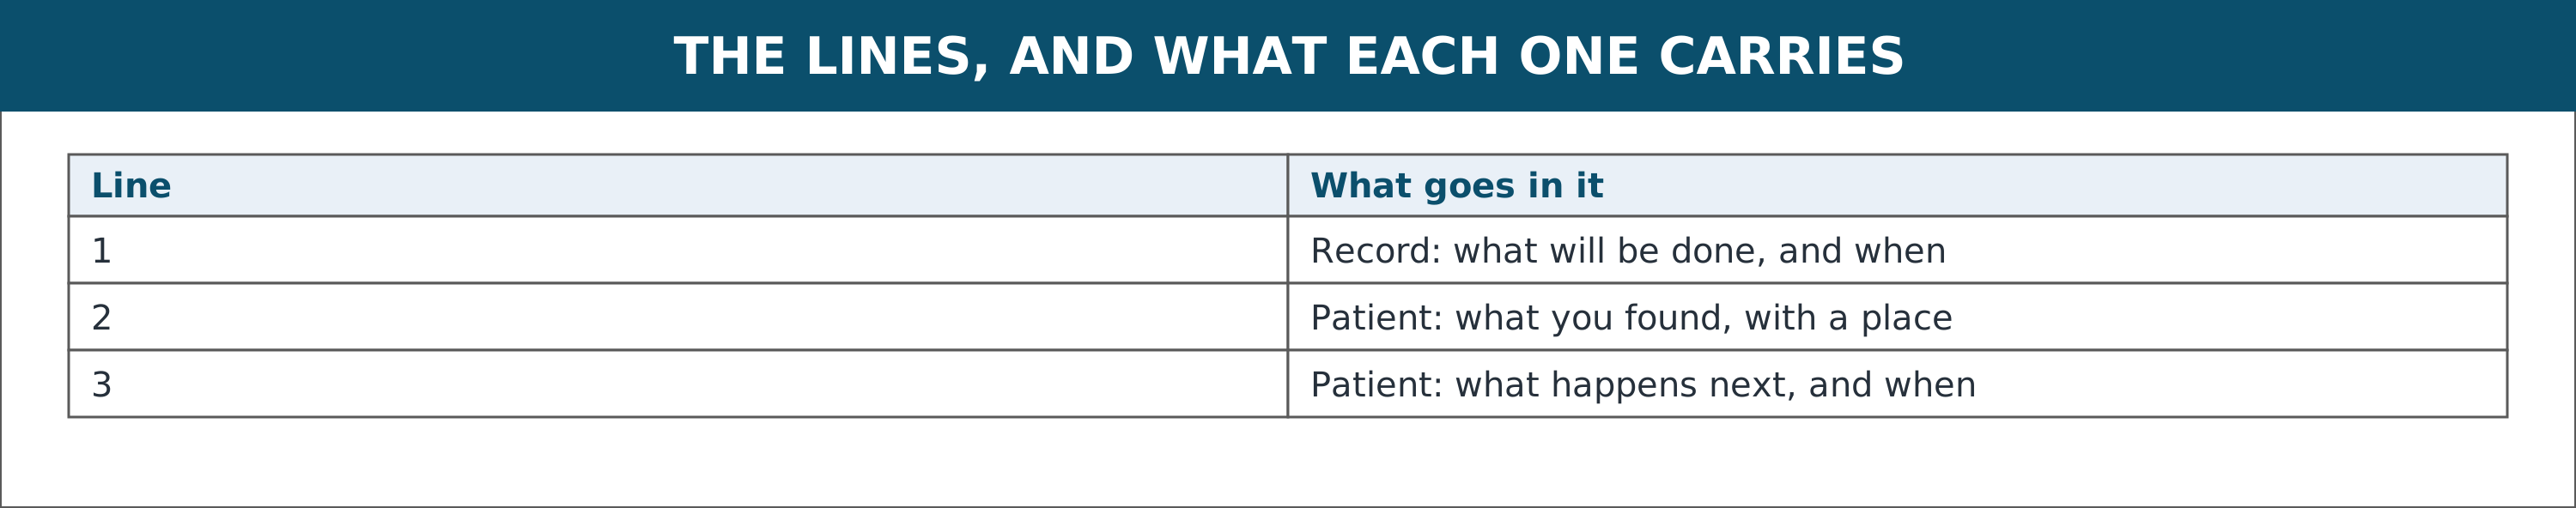 THE LINES, AND WHAT EACH ONE CARRIES
Line What goes in it
1 Record: what will be done, and when
2 Patient: what you found, with a place
3 Patient: what happens next, and when